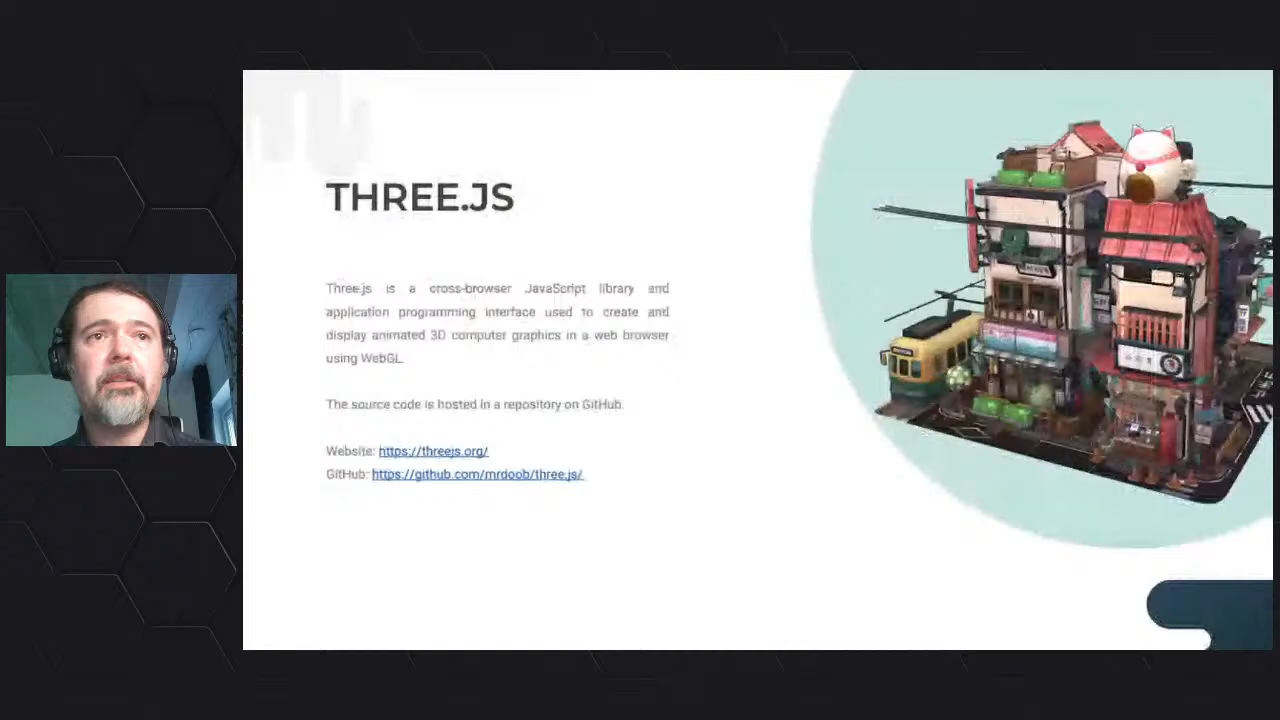 THREE.JS
Three.js is a cross-browser JavaScript library and
application programming interface used to create and
display animated 3D computer graphics in a web browser
using WebGL.
The source code is hosted in a repository on GitHub.
Website: https://threejs.org/
GitHub: https://github.com/mrdoob/three.js/